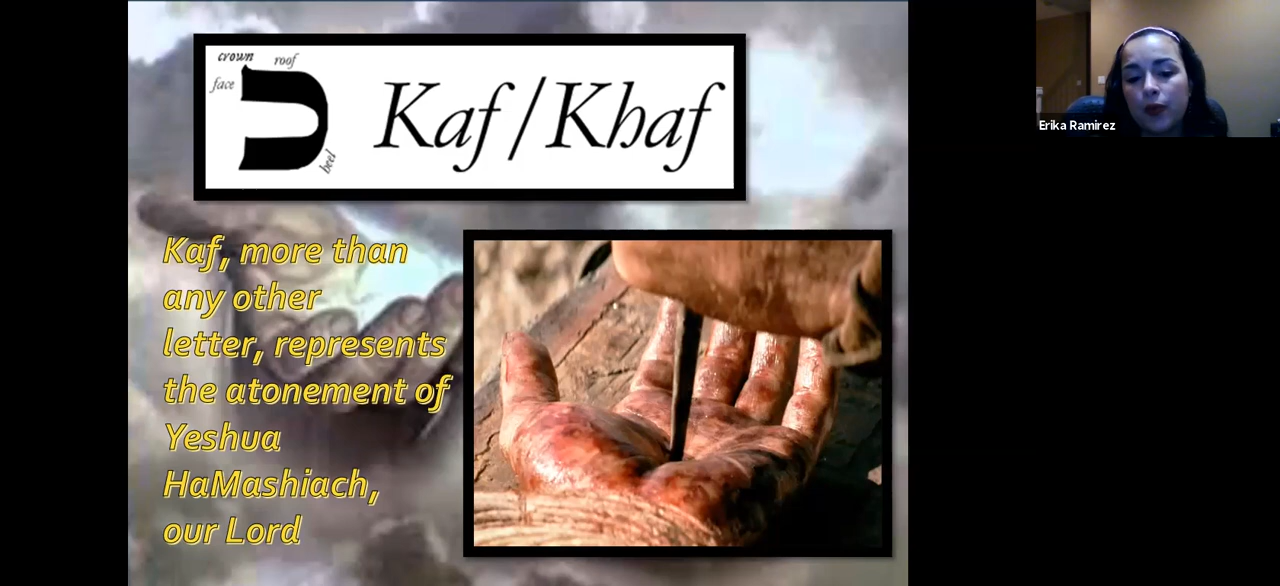 crown
roof
face
כ
heel
Kaf/Khaf
Kaf, more than
any other
letter, represents
the atonement of
Yeshua
HaMashiach,
our Lord
Erika Ramirez